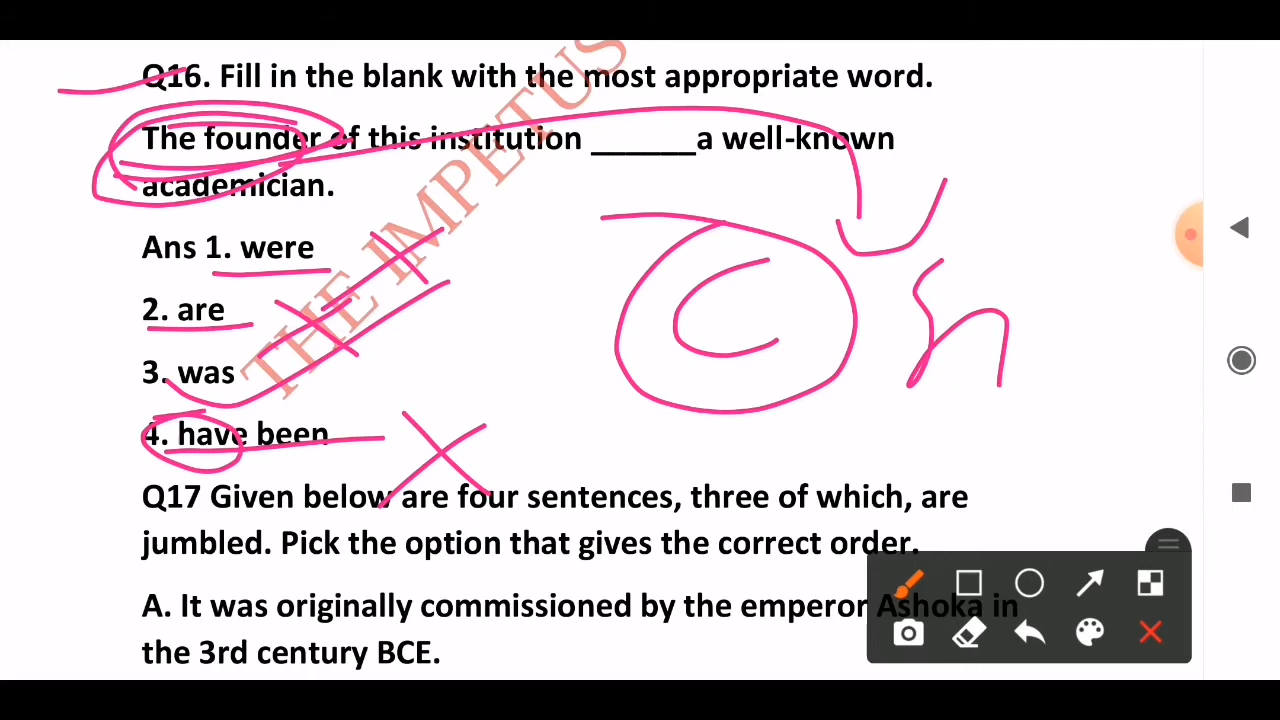 Q16. Fill in the blank with the most appropriate word.
The founder of this institution ______a well-known
academician.
Ans 1. were
2. are
3. was
4. have been
Q17 Given below are four sentences, three of which, are
jumbled. Pick the option that gives the correct order.
A. It was originally commissioned by the emperor Ashoka in
the 3rd century BCE.
THE IMPETUS